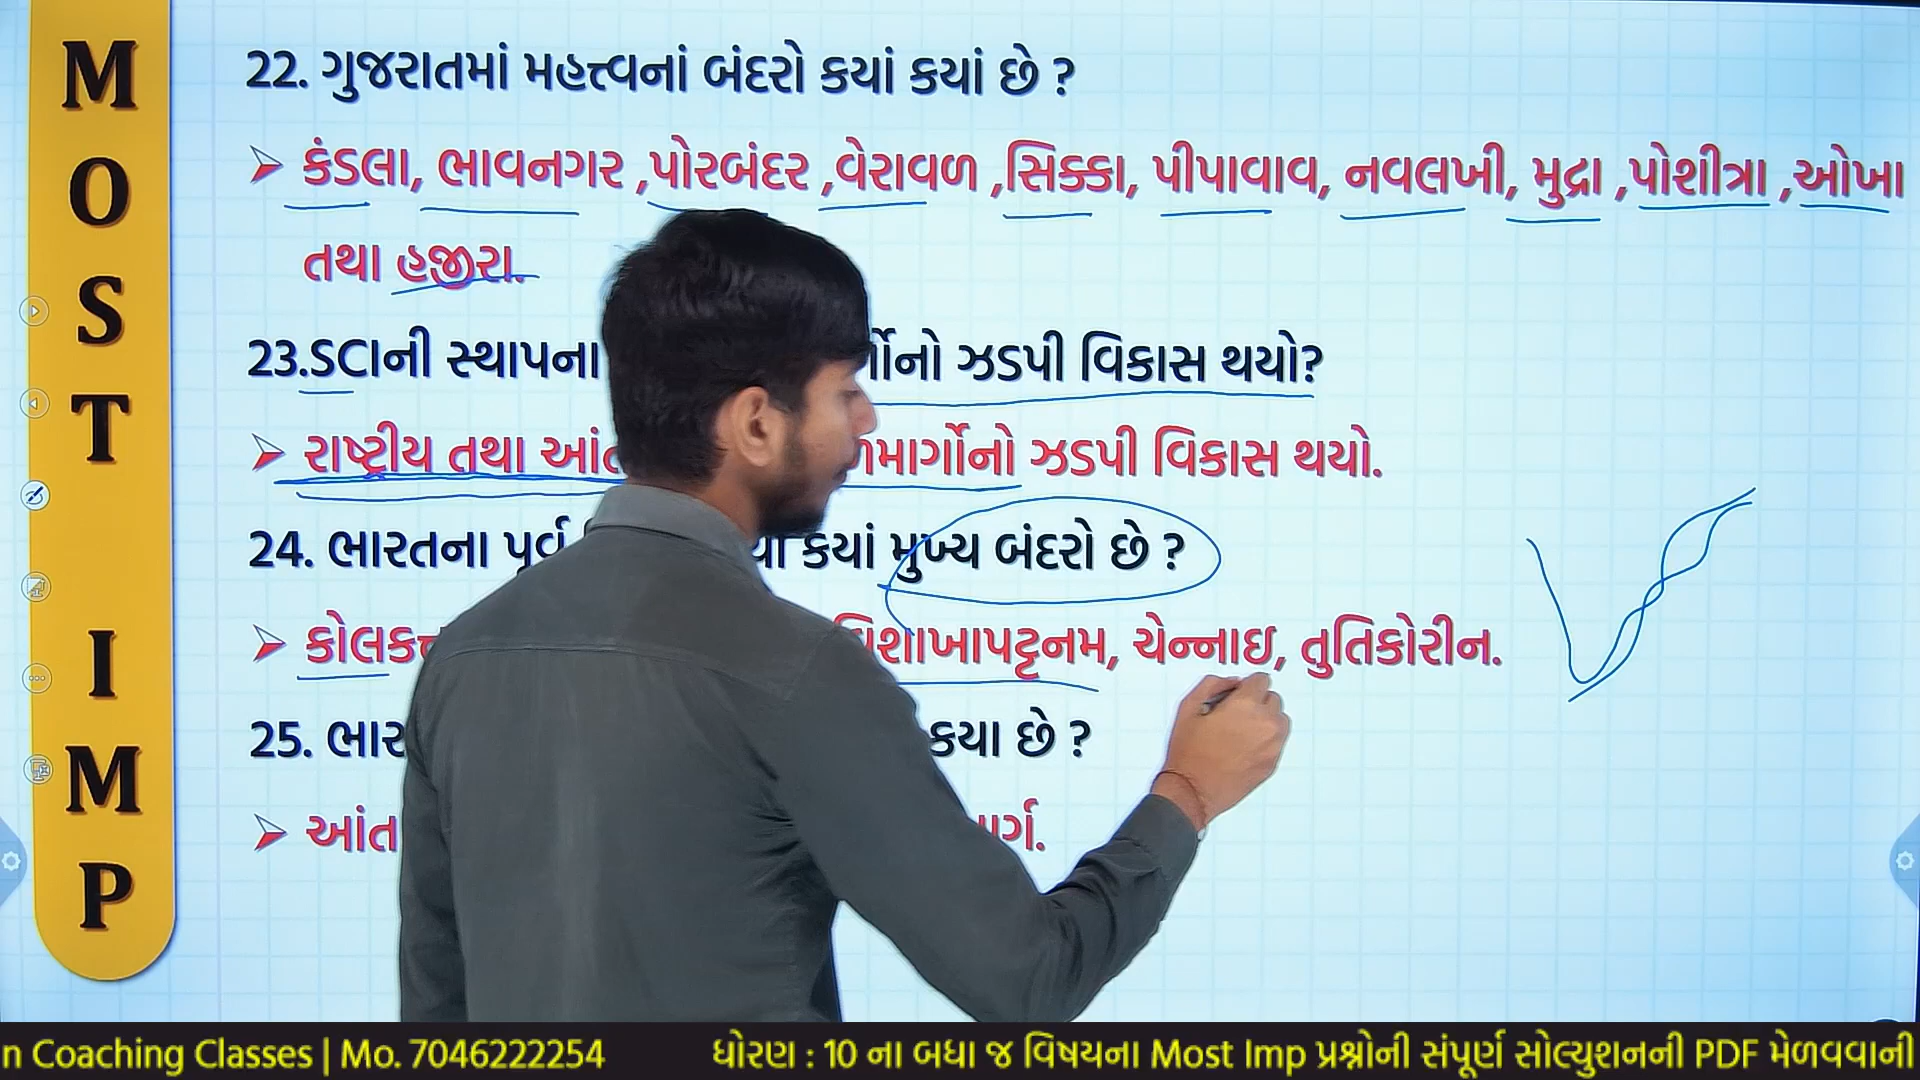 MOST IMP
22. ગુજરાતમાં મહત્ત્વનાં બંદરો કયાં કયાં છે ?
કંડલા, ભાવનગર ,પોરબંદર ,વેરાવળ ,સિક્કા, પીપાવાવ, નવલખી, મુદ્રા ,પોશીત્રા ,ઓખા
તથા હજીરા.
23.SCIની સ્થાપના ઝડપી વિકાસ થયો?
રાષ્ટ્રીય તથા ઝડપી વિકાસ થયો.
24. ભારતના પૂર્વ કયાં મુખ્ય બંદરો છે ?
વિશાખાપટ્ટનમ, ચેન્નાઇ, તુતિકોરીન.
25. કયા છે ?
n Coaching Classes | Mo. 7046222254 ધોરણ : 10 ના બધા જ વિષયના Most Imp પ્રશ્નોની સંપૂર્ણ સોલ્યુશનની PDF મેળવવાની